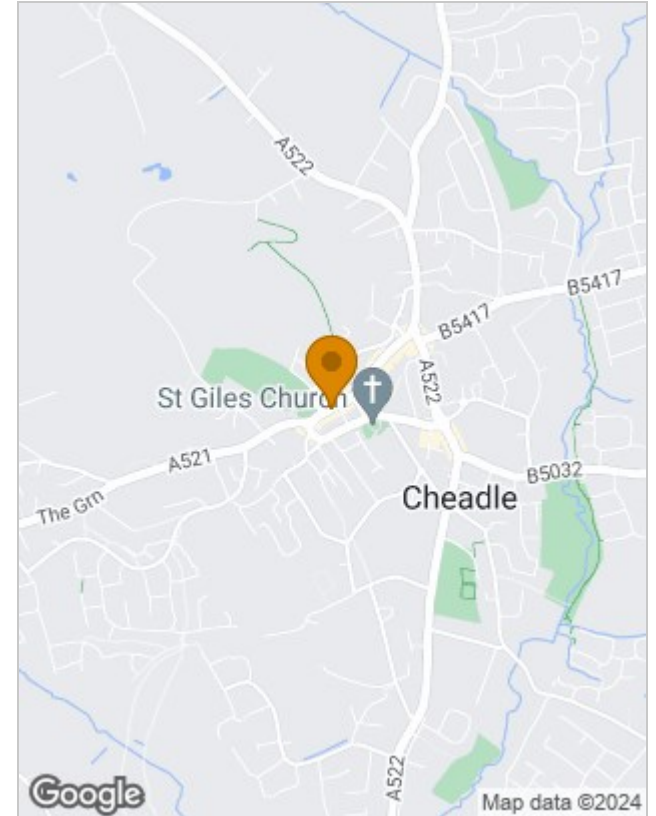 A522
B5417
B5417
A522
St Giles Church
A521
B5032
The Grn
Cheadle
A522
Google
Map data ©2024